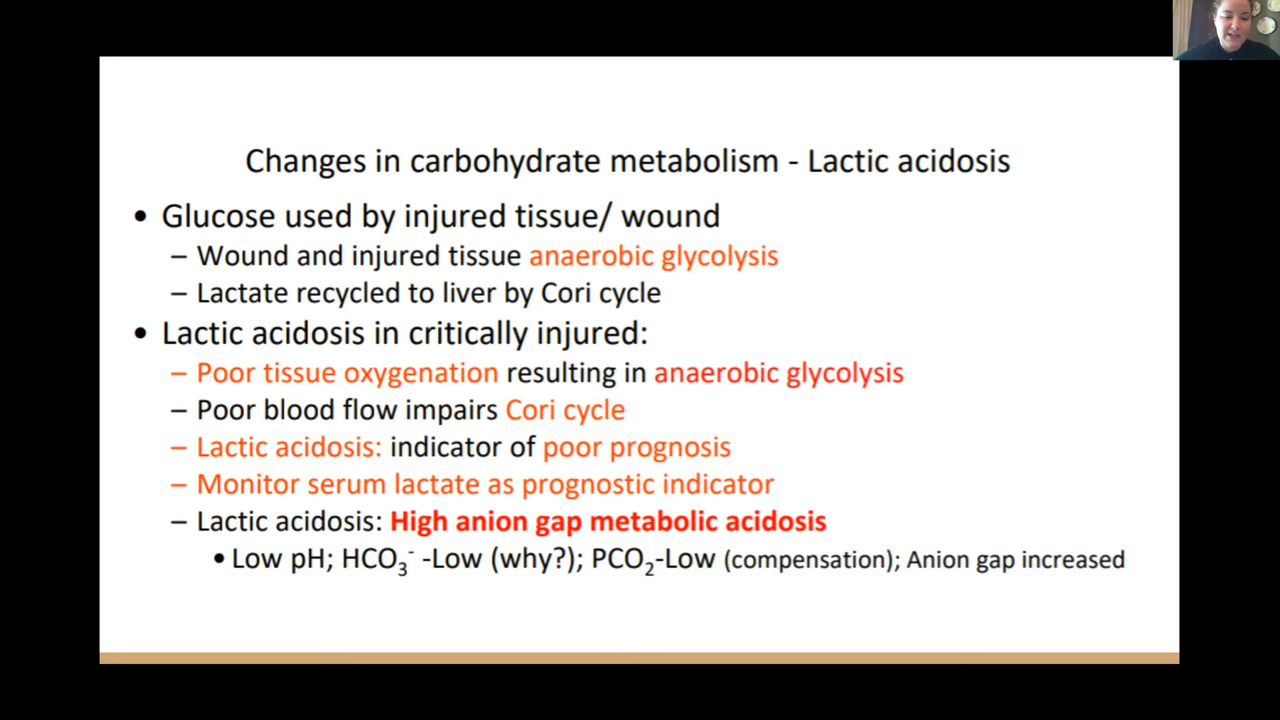 Changes in carbohydrate metabolism - Lactic acidosis
• Glucose used by injured tissue/ wound
– Wound and injured tissue anaerobic glycolysis
– Lactate recycled to liver by Cori cycle
• Lactic acidosis in critically injured:
– Poor tissue oxygenation resulting in anaerobic glycolysis
– Poor blood flow impairs Cori cycle
– Lactic acidosis: indicator of poor prognosis
– Monitor serum lactate as prognostic indicator
– Lactic acidosis: High anion gap metabolic acidosis
• Low pH; HCO₃⁻ -Low (why?); PCO₂-Low (compensation); Anion gap increased